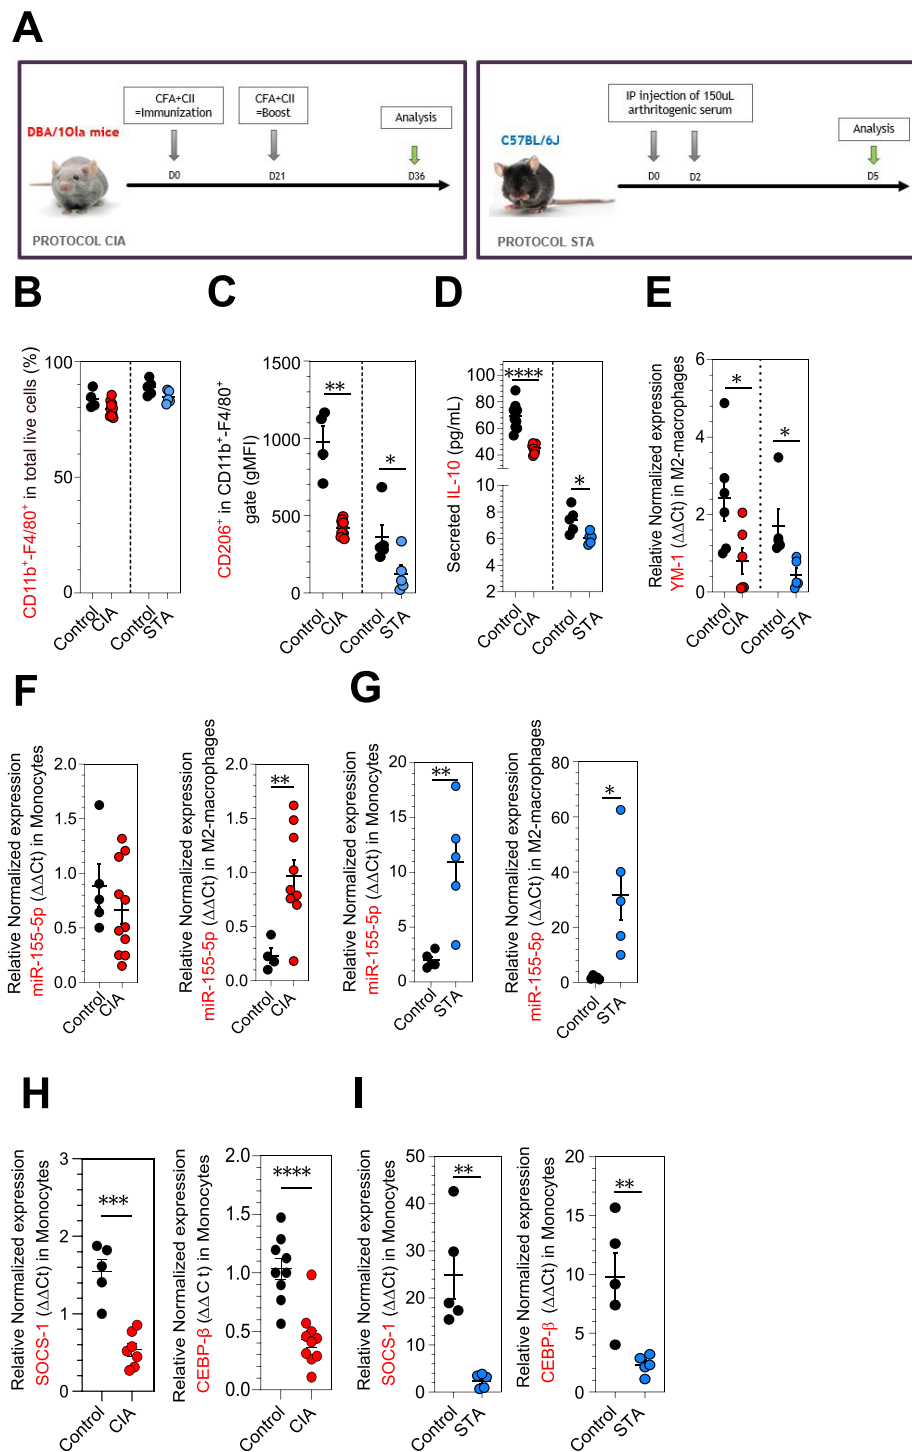 A
CFA+CII
=Immunization
CFA+CII
=Boost
Analysis
DBA/1Ola mice
D0
D21
D36
PROTOCOL CIA
IP injection of 150uL
arthritogenic serum
Analysis
C57BL/6J
D0
D2
D5
PROTOCOL STA
B
CD11b+-F4/80+ in total live cells (%)
100
50
0
Control
CIA
Control
STA
C
CD206+ in CD11b+-F4/80+
gate (gMFI)
1500
1000
500
0
**
*
Control
CIA
Control
STA
D
Secreted IL-10 (pg/mL)
100
80
60
40
10
8
6
4
2
****
*
Control
CIA
Control
STA
E
Relative Normalized expression
YM-1 (ΔΔCt) in M2-macrophages
6
4
2
0
*
*
Control
CIA
Control
STA
F
Relative Normalized expression
miR-155-5p (ΔΔCt) in Monocytes
2.0
1.5
1.0
0.5
0.0
Control
CIA
Relative Normalized expression
miR-155-5p (ΔΔCt) in M2-macrophages
2.0
1.5
1.0
0.5
0.0
**
Control
CIA
G
Relative Normalized expression
miR-155-5p (ΔΔCt) in Monocytes
20
15
10
5
0
**
Control
STA
Relative Normalized expression
miR-155-5p (ΔΔCt) in M2-macrophages
80
60
40
20
0
*
Control
STA
H
Relative Normalized expression
SOCS-1 (ΔΔCt) in Monocytes
3
2
1
0
***
Control
CIA
Relative Normalized expression
CEBP-β (ΔΔC t) in Monocytes
2.0
1.5
1.0
0.5
0.0
****
Control
CIA
I
Relative Normalized expression
SOCS-1 (ΔΔCt) in Monocytes
50
40
30
20
10
0
**
Control
STA
Relative Normalized expression
CEBP-β (ΔΔCt) in Monocytes
20
15
10
5
0
**
Control
STA